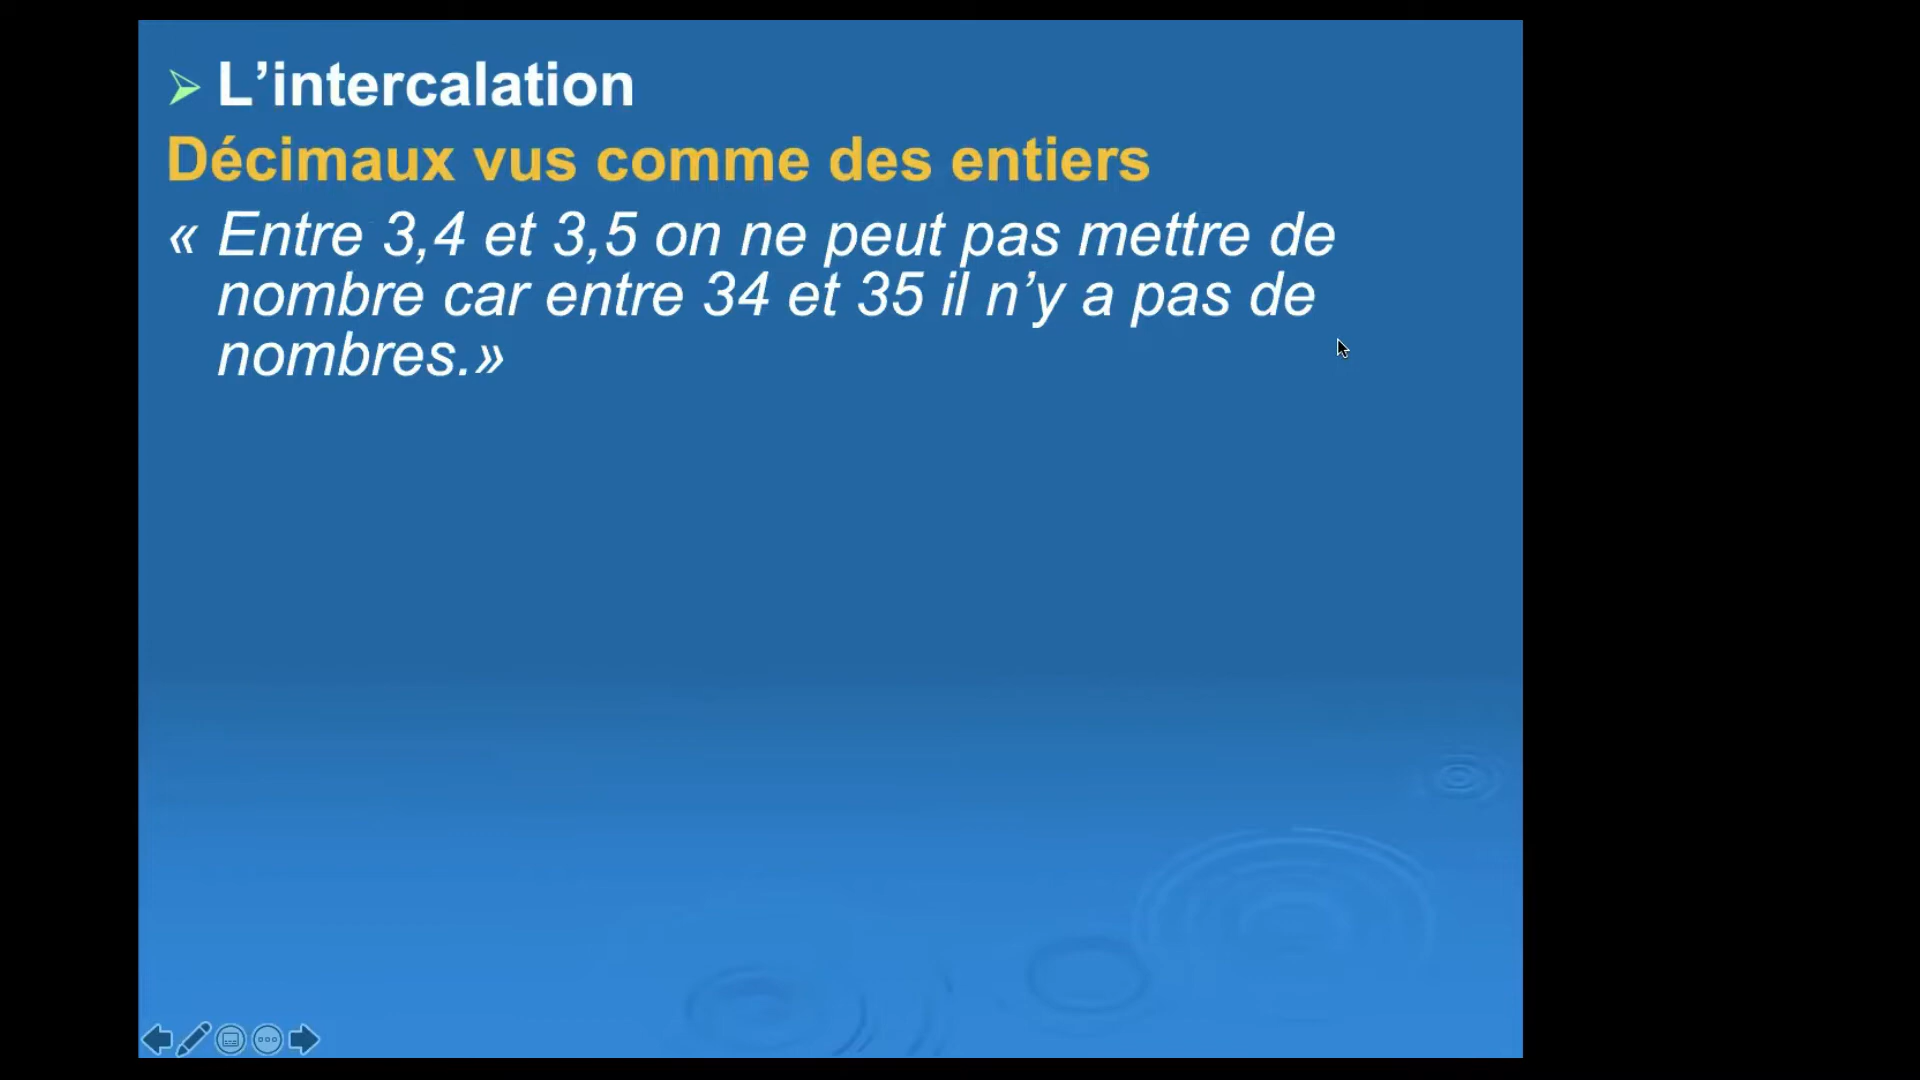 L’intercalation
Décimaux vus comme des entiers
« Entre 3,4 et 3,5 on ne peut pas mettre de
nombre car entre 34 et 35 il n’y a pas de
nombres.»